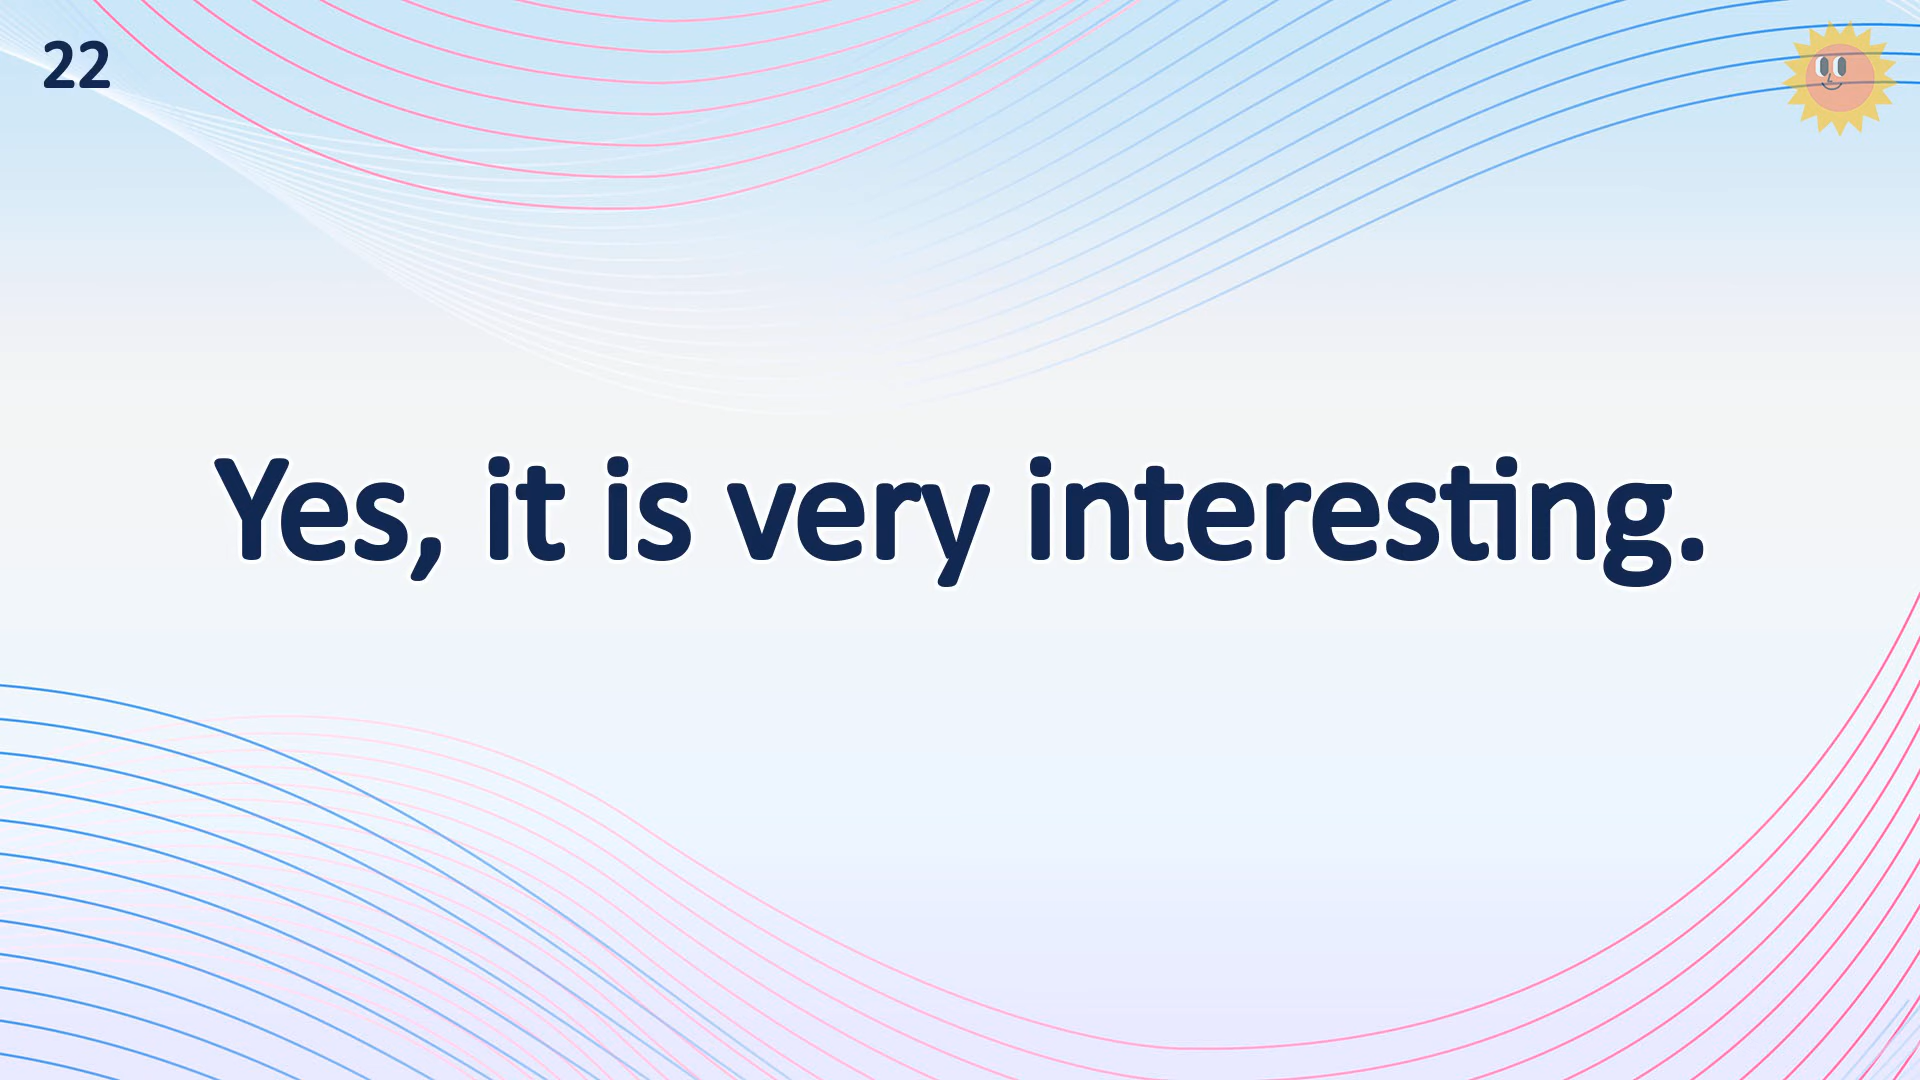 22
Yes, it is very interesting.